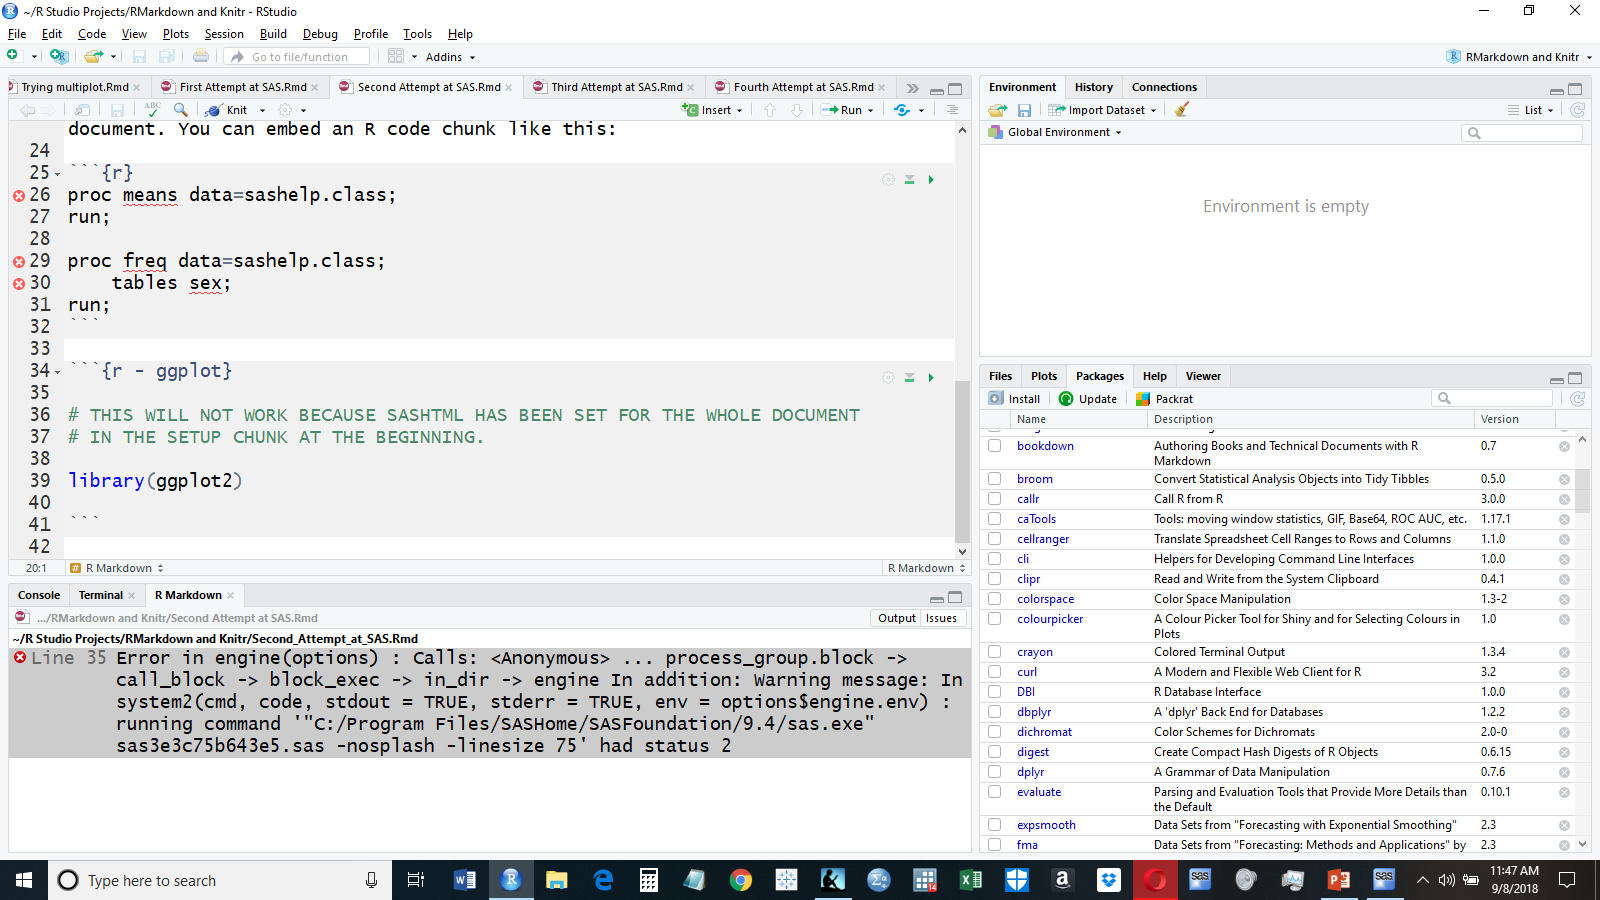 ~/R Studio Projects/RMarkdown and Knitr - RStudio
File Edit Code View Plots Session Build Debug Profile Tools Help
Go to file/function Addins RMarkdown and Knitr
Trying multiplot.Rmd First Attempt at SAS.Rmd Second Attempt at SAS.Rmd Third Attempt at SAS.Rmd Fourth Attempt at SAS.Rmd
ABC Knit Insert Run
document. You can embed an R code chunk like this:
24
25 ```{r}
26 proc means data=sashelp.class;
27 run;
28
29 proc freq data=sashelp.class;
30     tables sex;
31 run;
32 ```
33
34 ```{r - ggplot}
35
36 # THIS WILL NOT WORK BECAUSE SASHTML HAS BEEN SET FOR THE WHOLE DOCUMENT
37 # IN THE SETUP CHUNK AT THE BEGINNING.
38
39 library(ggplot2)
40
41 ```
42
20:1 # R Markdown R Markdown
Console Terminal R Markdown
.../RMarkdown and Knitr/Second Attempt at SAS.Rmd Output Issues
~/R Studio Projects/RMarkdown and Knitr/Second_Attempt_at_SAS.Rmd
Line 35 Error in engine(options) : Calls: <Anonymous> ... process_group.block ->
call_block -> block_exec -> in_dir -> engine In addition: Warning message: In
system2(cmd, code, stdout = TRUE, stderr = TRUE, env = options$engine.env) :
running command '"C:/Program Files/SASHome/SASFoundation/9.4/sas.exe"
sas3e3c75b643e5.sas -nosplash -linesize 75' had status 2
Environment History Connections
Import Dataset List
Global Environment
Environment is empty
Files Plots Packages Help Viewer
Install Update Packrat
Name Description Version
bookdown Authoring Books and Technical Documents with R 0.7
Markdown
broom Convert Statistical Analysis Objects into Tidy Tibbles 0.5.0
callr Call R from R 3.0.0
caTools Tools: moving window statistics, GIF, Base64, ROC AUC, etc. 1.17.1
cellranger Translate Spreadsheet Cell Ranges to Rows and Columns 1.1.0
cli Helpers for Developing Command Line Interfaces 1.0.0
clipr Read and Write from the System Clipboard 0.4.1
colorspace Color Space Manipulation 1.3-2
colourpicker A Colour Picker Tool for Shiny and for Selecting Colours in 1.0
Plots
crayon Colored Terminal Output 1.3.4
curl A Modern and Flexible Web Client for R 3.2
DBI R Database Interface 1.0.0
dbplyr A 'dplyr' Back End for Databases 1.2.2
dichromat Color Schemes for Dichromats 2.0-0
digest Create Compact Hash Digests of R Objects 0.6.15
dplyr A Grammar of Data Manipulation 0.7.6
evaluate Parsing and Evaluation Tools that Provide More Details than 0.10.1
the Default
expsmooth Data Sets from "Forecasting with Exponential Smoothing" 2.3
fma Data Sets from "Forecasting: Methods and Applications" by 2.3
Type here to search
11:47 AM
9/8/2018